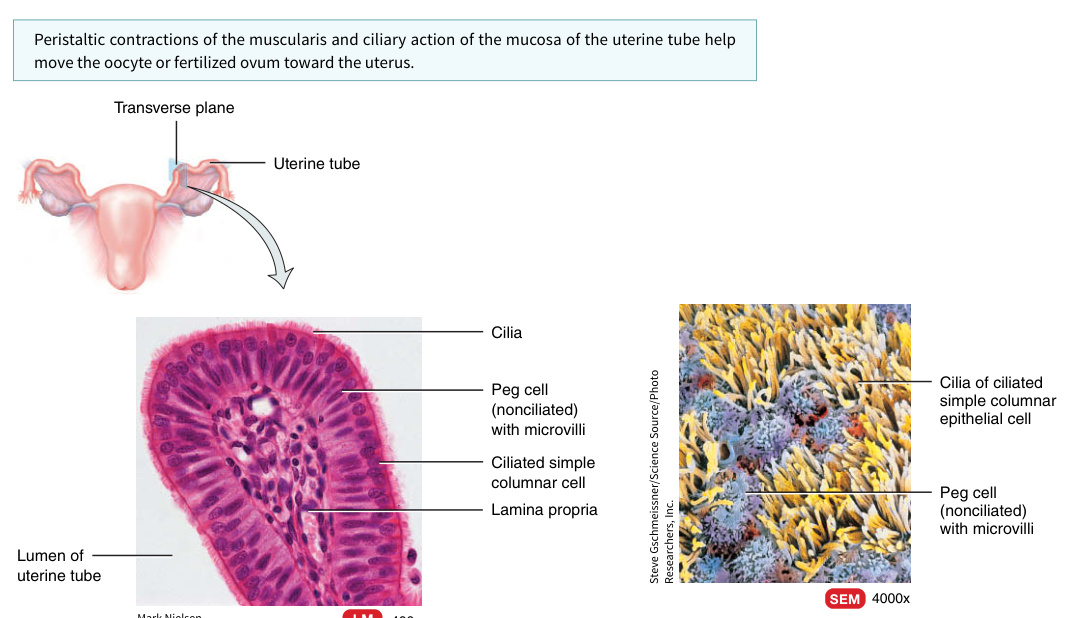 Peristaltic contractions of the muscularis and ciliary action of the mucosa of the uterine tube help
move the oocyte or fertilized ovum toward the uterus.
Transverse plane
Uterine tube
Cilia
Peg cell
(nonciliated)
with microvilli
Ciliated simple
columnar cell
Lamina propria
Lumen of
uterine tube
Mark Nielsen
LM
Steve Gschmeissner/Science Source/Photo
Researchers, Inc.
Cilia of ciliated
simple columnar
epithelial cell
Peg cell
(nonciliated)
with microvilli
SEM 4000x